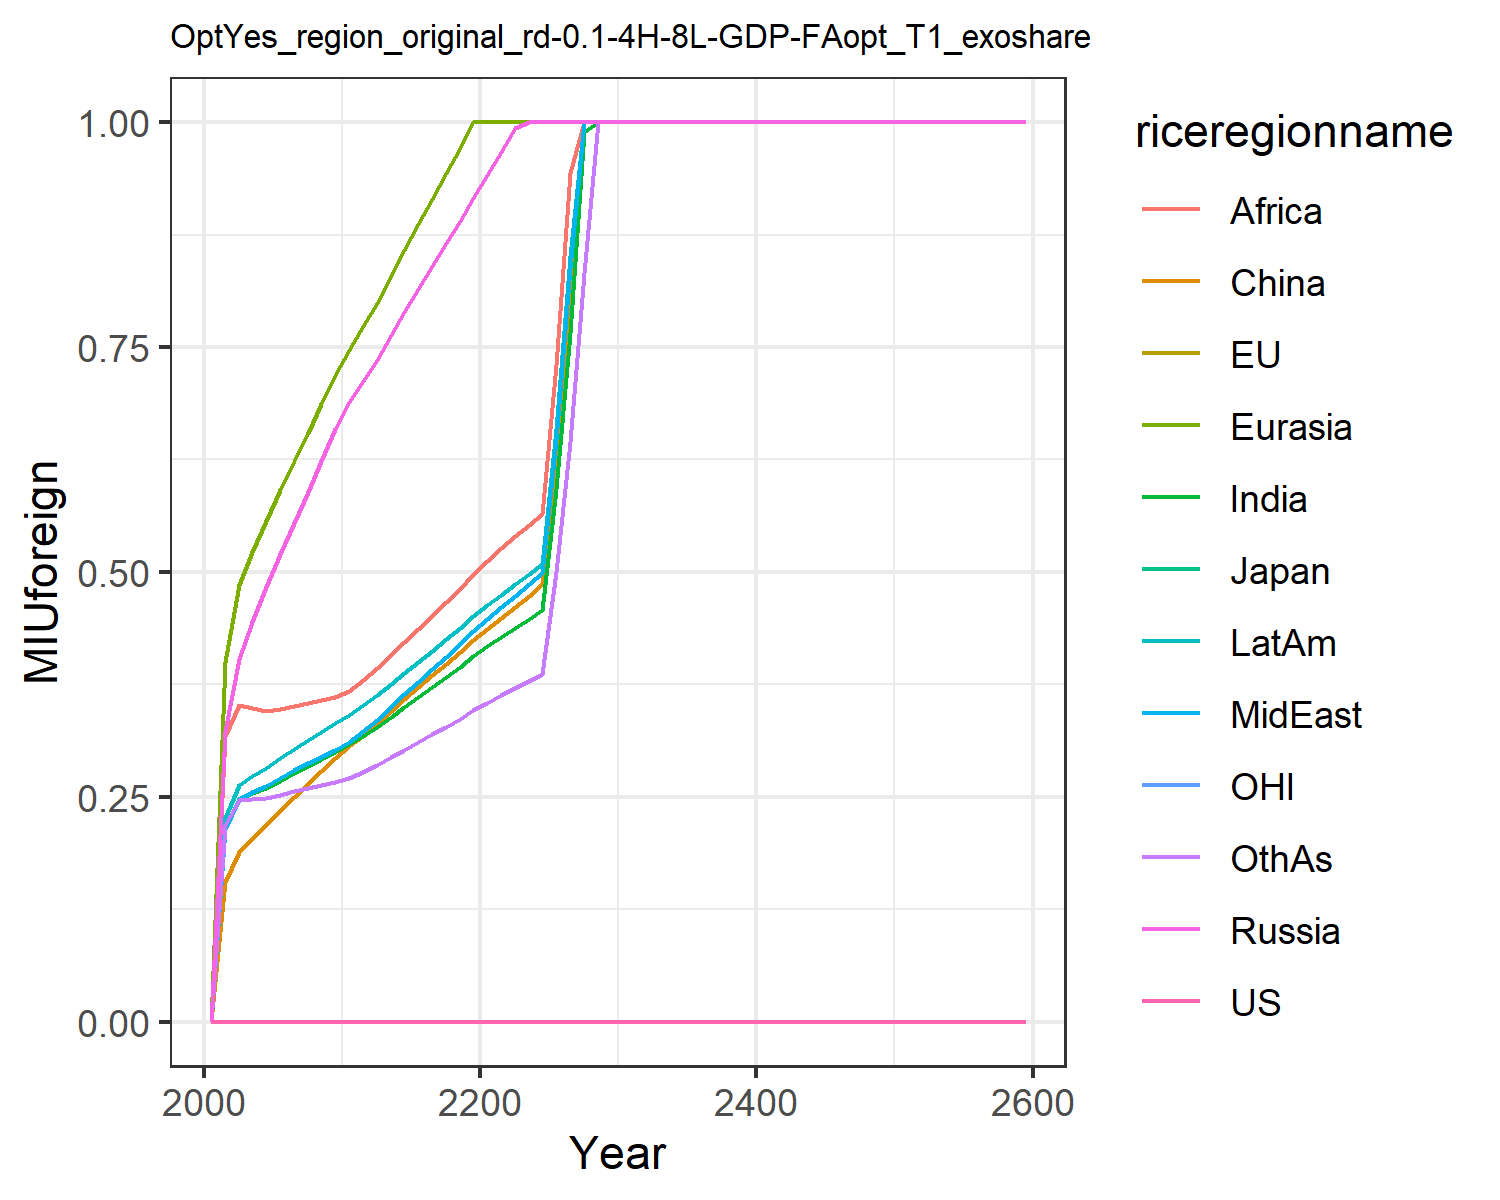 OptYes_region_original_rd-0.1-4H-8L-GDP-FAopt_T1_exoshare
1.00
0.75
0.50
0.25
0.00
MIUforeign
2000 2200 2400 2600
Year
riceregionname
Africa
China
EU
Eurasia
India
Japan
LatAm
MidEast
OHI
OthAs
Russia
US